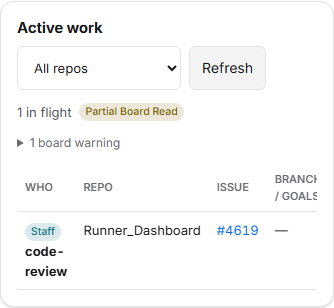 Active work
All repos
Refresh
1 in flight
Partial Board Read
1 board warning
WHO
REPO
ISSUE
BRANCH
/ GOALS
Staff
code-
review
Runner_Dashboard
#4619
—